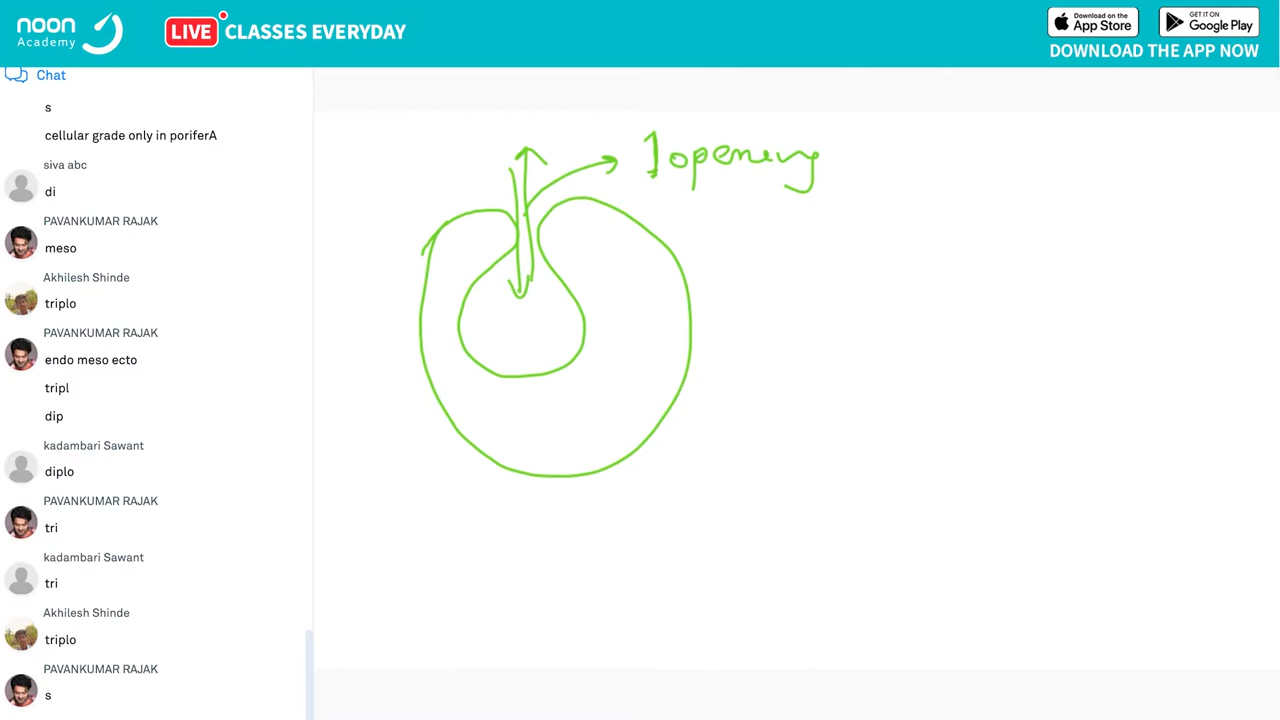 noon
Academy
LIVE CLASSES EVERYDAY
Download on the
App Store
GET IT ON
Google Play
DOWNLOAD THE APP NOW
Chat
s
cellular grade only in poriferA
siva abc
di
PAVANKUMAR RAJAK
meso
Akhilesh Shinde
triplo
PAVANKUMAR RAJAK
endo meso ecto
tripl
dip
kadambari Sawant
diplo
PAVANKUMAR RAJAK
tri
kadambari Sawant
tri
Akhilesh Shinde
triplo
PAVANKUMAR RAJAK
s
1 opening